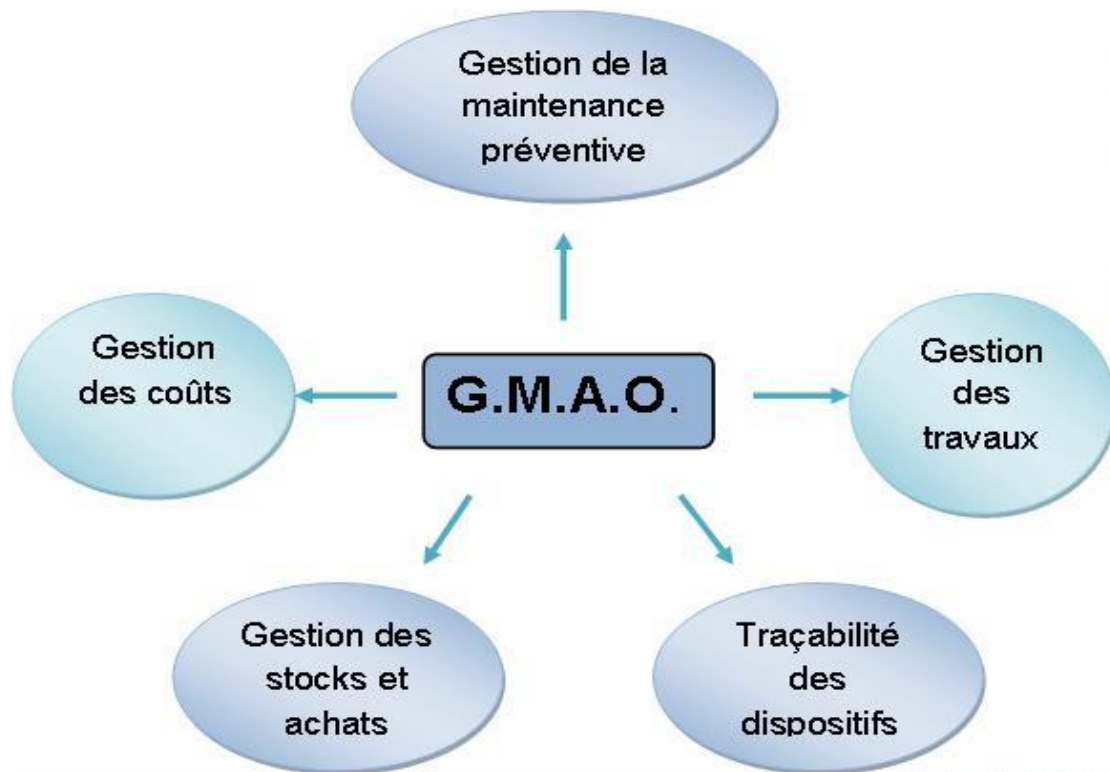 Gestion de la
maintenance
préventive
Gestion
des coûts
G.M.A.O.
Gestion
des
travaux
Gestion des
stocks et
achats
Traçabilité
des
dispositifs